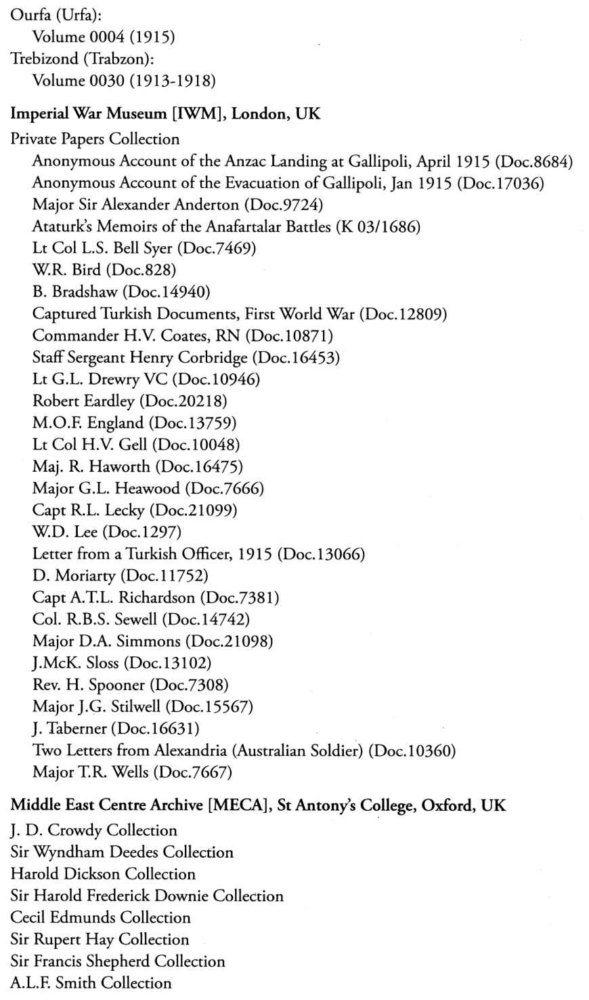 Ourfa (Urfa):
Volume 0004 (1915)
Trebizond (Trabzon):
Volume 0030 (1913-1918)
Imperial War Museum [IWM], London, UK
Private Papers Collection
Anonymous Account of the Anzac Landing at Gallipoli, April 1915 (Doc.8684)
Anonymous Account of the Evacuation of Gallipoli, Jan 1915 (Doc.17036)
Major Sir Alexander Anderton (Doc.9724)
Ataturk's Memoirs of the Anafartalar Battles (K 03/1686)
Lt Col L.S. Bell Syer (Doc.7469)
W.R. Bird (Doc.828)
B. Bradshaw (Doc.14940)
Captured Turkish Documents, First World War (Doc.12809)
Commander H.V. Coates, RN (Doc.10871)
Staff Sergeant Henry Corbridge (Doc.16453)
Lt G.L. Drewry VC (Doc.10946)
Robert Eardley (Doc.20218)
M.O.F. England (Doc.13759)
Lt Col H.V. Gell (Doc.10048)
Maj. R. Haworth (Doc.16475)
Major G.L. Heawood (Doc.7666)
Capt R.L. Lecky (Doc.21099)
W.D. Lee (Doc.1297)
Letter from a Turkish Officer, 1915 (Doc.13066)
D. Moriarty (Doc.11752)
Capt A.T.L. Richardson (Doc.7381)
Col. R.B.S. Sewell (Doc.14742)
Major D.A. Simmons (Doc.21098)
J.McK. Sloss (Doc.13102)
Rev. H. Spooner (Doc.7308)
Major J.G. Stilwell (Doc.15567)
J. Taberner (Doc.16631)
Two Letters from Alexandria (Australian Soldier) (Doc.10360)
Major T.R. Wells (Doc.7667)
Middle East Centre Archive [MECA], St Antony's College, Oxford, UK
J. D. Crowdy Collection
Sir Wyndham Deedes Collection
Harold Dickson Collection
Sir Harold Frederick Downie Collection
Cecil Edmunds Collection
Sir Rupert Hay Collection
Sir Francis Shepherd Collection
A.L.F. Smith Collection